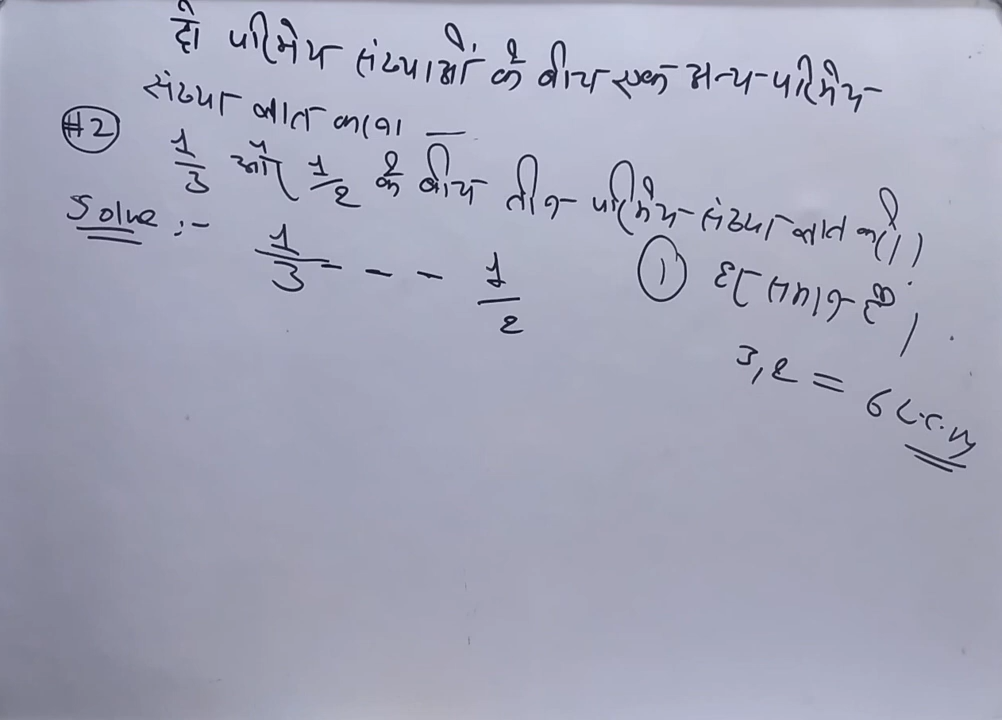 दो परिमेय संख्याओं के बीच एक अन्य परिमेय
संख्या ज्ञात करना —
#2 1/3 और 1/2 के बीच तीन परिमेय संख्या ज्ञात करें।
Solve :- 1/3 - - - 1/2
① हर समान है।
3, 2 = 6 L.C.M